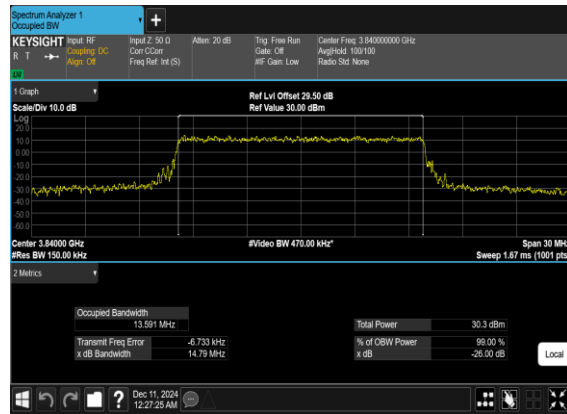 Spectrum Analyzer 1
Occupied BW
+
KEYSIGHT Input: RF Input Z: 50 Ω Atten: 20 dB Trig: Free Run Center Freq: 3.840000000 GHz
R T Coupling: DC Corr CCorr Gate: Off Avg|Hold: 100/100
Align: Off Freq Ref: Int (S) #IF Gain: Low Radio Std: None
LW
1 Graph
Ref Lvl Offset 29.50 dB
Scale/Div 10.0 dB Ref Value 30.00 dBm
Log
20.0
10.0
0.00
-10.0
-20.0
-30.0
-40.0
-50.0
-60.0
Center 3.84000 GHz #Video BW 470.00 kHz* Span 30 MHz
#Res BW 150.00 kHz Sweep 1.67 ms (1001 pts)
2 Metrics
Occupied Bandwidth
13.591 MHz Total Power 30.3 dBm
Transmit Freq Error -6.733 kHz % of OBW Power 99.00 %
x dB Bandwidth 14.79 MHz x dB -26.00 dB
Local
? Dec 11, 2024
12:27:25 AM